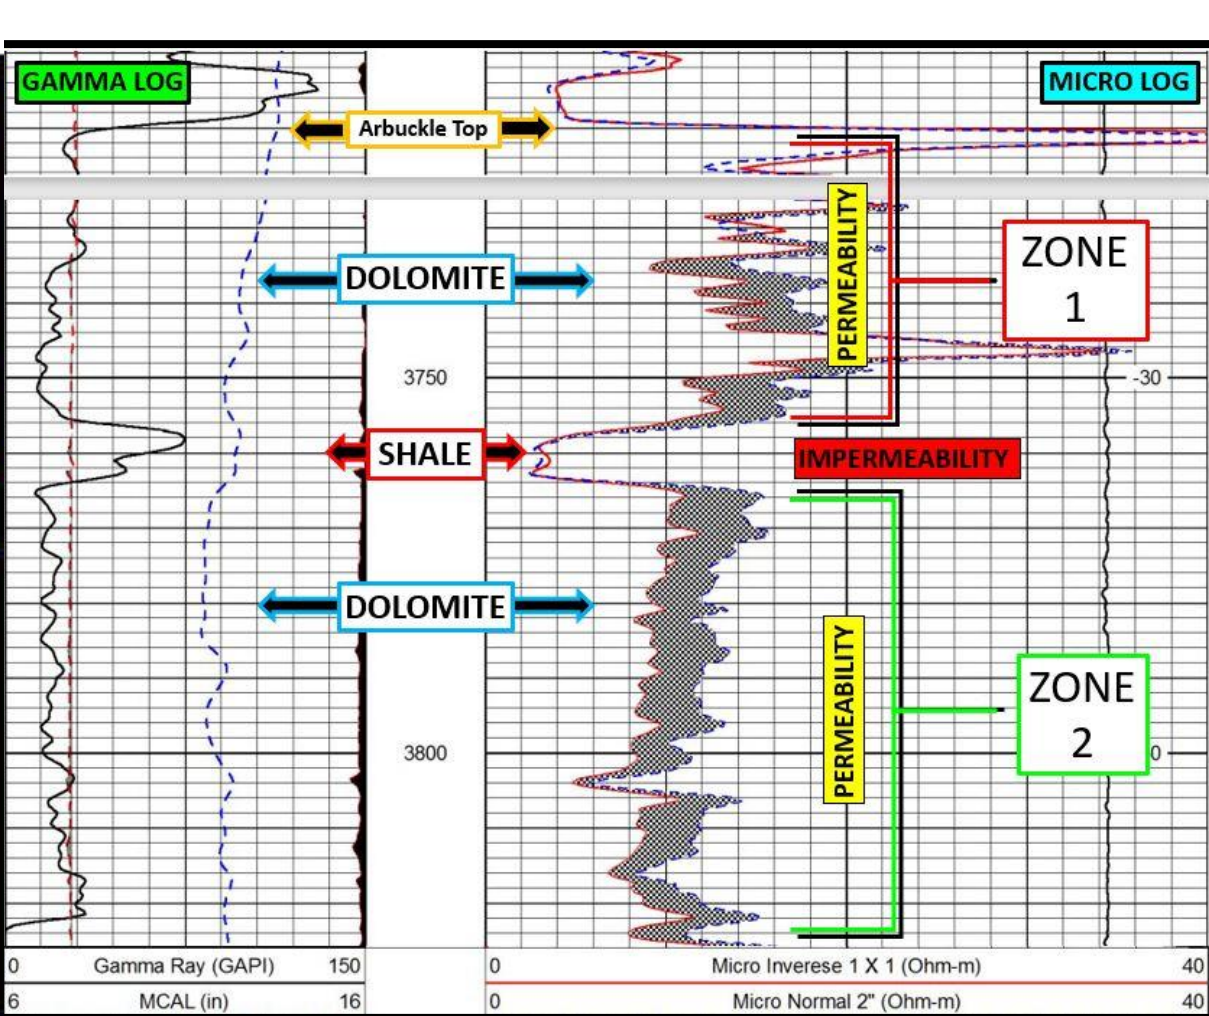 GAMMA LOG
MICRO LOG
Arbuckle Top
PERMEABILITY
ZONE
1
DOLOMITE
3750
-30
SHALE
IMPERMEABILITY
DOLOMITE
PERMEABILITY
ZONE
2
3800
0
0 Gamma Ray (GAPI) 150
0 Micro Inverese 1 X 1 (Ohm-m) 40
6 MCAL (in) 16
0 Micro Normal 2" (Ohm-m) 40